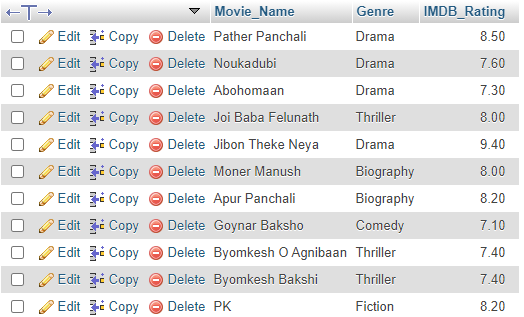 Movie_Name Genre IMDB_Rating
Edit Copy Delete Pather Panchali Drama 8.50
Edit Copy Delete Noukadubi Drama 7.60
Edit Copy Delete Abohomaan Drama 7.30
Edit Copy Delete Joi Baba Felunath Thriller 8.00
Edit Copy Delete Jibon Theke Neya Drama 9.40
Edit Copy Delete Moner Manush Biography 8.00
Edit Copy Delete Apur Panchali Biography 8.20
Edit Copy Delete Goynar Baksho Comedy 7.10
Edit Copy Delete Byomkesh O Agnibaan Thriller 7.40
Edit Copy Delete Byomkesh Bakshi Thriller 7.40
Edit Copy Delete PK Fiction 8.20